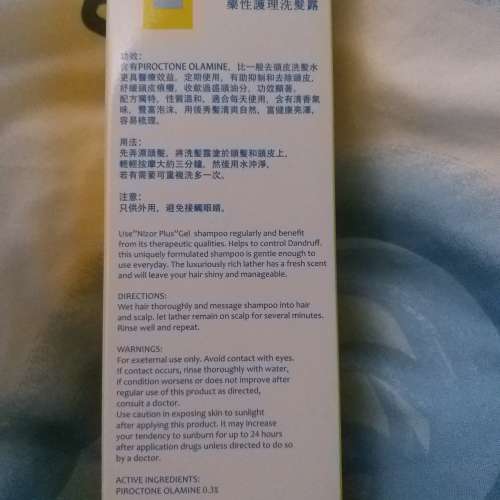 藥性護理洗髮露
功效:
含有PIROCTONE OLAMINE, 比一般去頭皮洗髮水
更具醫療效益, 定期使用, 有助抑制和去除頭皮,
舒緩頭皮痕癢, 收歛過盛頭油分, 功效顯著,
配方獨特, 性質溫和, 適合每天使用, 含有清香氣
味, 豐富泡沫, 用後秀髮清爽自然, 富健康亮澤,
容易梳理。
用法:
先弄濕頭髮, 將洗髮露塗於頭髮和頭皮上,
輕輕按摩大約三分鐘, 然後用水沖淨,
若有需要可重複洗多一次。
注意:
只供外用, 避免接觸眼睛。
Use"Nizor Plus"Gel shampoo regularly and benefit
from its therapeutic qualities. Helps to control Dandruff.
this uniquely formulated shampoo is gentle enough to
use everyday. The luxuriously rich lather has a fresh scent
and will leave your hair shiny and manageable.
DIRECTIONS:
Wet hair thoroughly and message shampoo into hair
and scalp. let lather remain on scalp for several minutes.
Rinse well and repeat.
WARNINGS:
For exeternal use only. Avoid contact with eyes.
If contact occurs, rinse thoroughly with water,
if condition worsens or does not improve after
regular use of this product as directed,
consult a doctor.
Use caution in exposing skin to sunlight
after applying this product. It may increase
your tendency to sunburn for up to 24 hours
after application drugs unless directed to do so
by a doctor.
ACTIVE INGREDIENTS:
PIROCTONE OLAMINE 0.3%